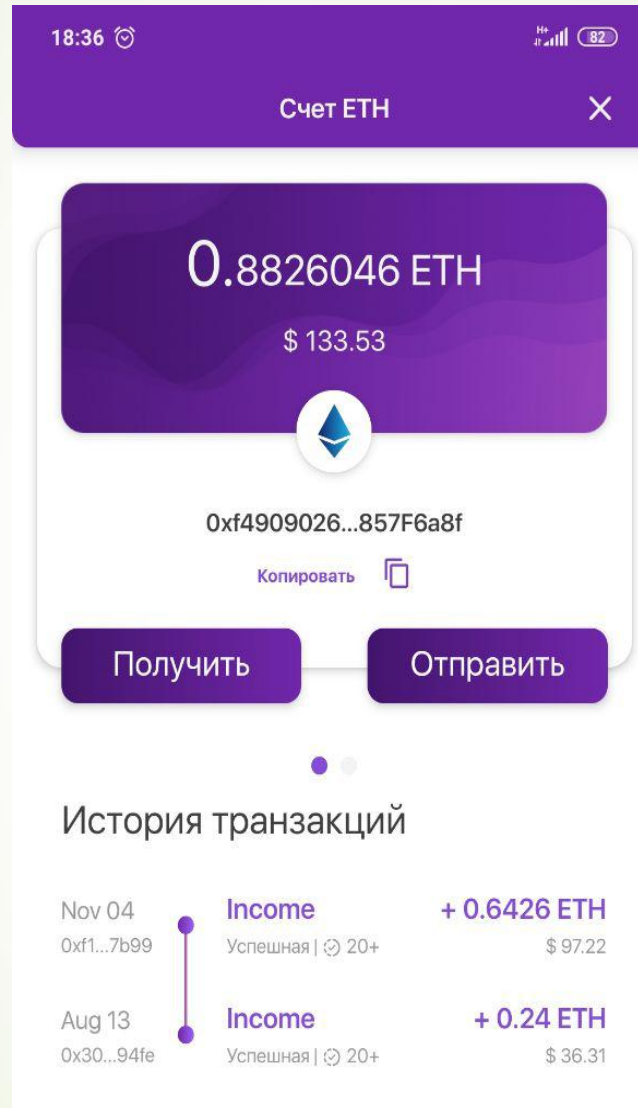 18:36
H+
82
Счет ETH
0.8826046 ETH
$ 133.53
0xf4909026...857F6a8f
Копировать
Получить
Отправить
История транзакций
Nov 04 Income + 0.6426 ETH
0xf1...7b99 Успешная | 20+ $ 97.22
Aug 13 Income + 0.24 ETH
0x30...94fe Успешная | 20+ $ 36.31